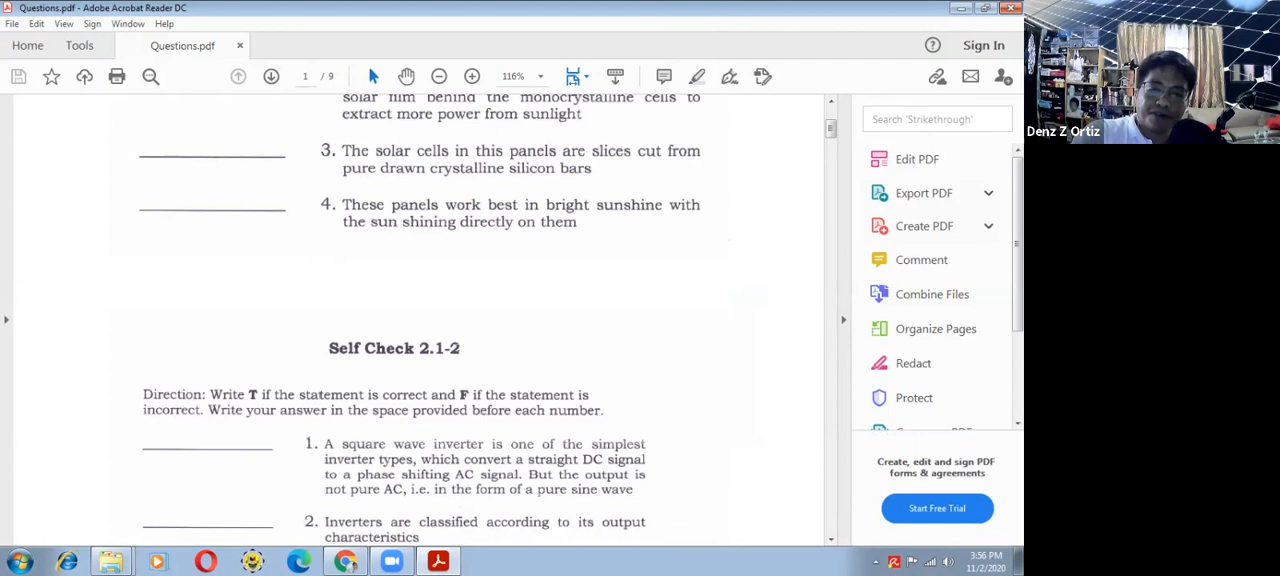 Questions.pdf - Adobe Acrobat Reader DC
File Edit View Sign Window Help
Home Tools Questions.pdf × Sign In
1 / 9 116%
solar film behind the monocrystalline cells to
extract more power from sunlight
3. The solar cells in this panels are slices cut from
pure drawn crystalline silicon bars
4. These panels work best in bright sunshine with
the sun shining directly on them
Self Check 2.1-2
Direction: Write T if the statement is correct and F if the statement is
incorrect. Write your answer in the space provided before each number.
1. A square wave inverter is one of the simplest
inverter types, which convert a straight DC signal
to a phase shifting AC signal. But the output is
not pure AC, i.e. in the form of a pure sine wave
2. Inverters are classified according to its output
characteristics
Search 'Strikethrough'
Edit PDF
Export PDF
Create PDF
Comment
Combine Files
Organize Pages
Redact
Protect
Create, edit and sign PDF
forms & agreements
Start Free Trial
Denz Z Ortiz
3:56 PM
11/2/2020